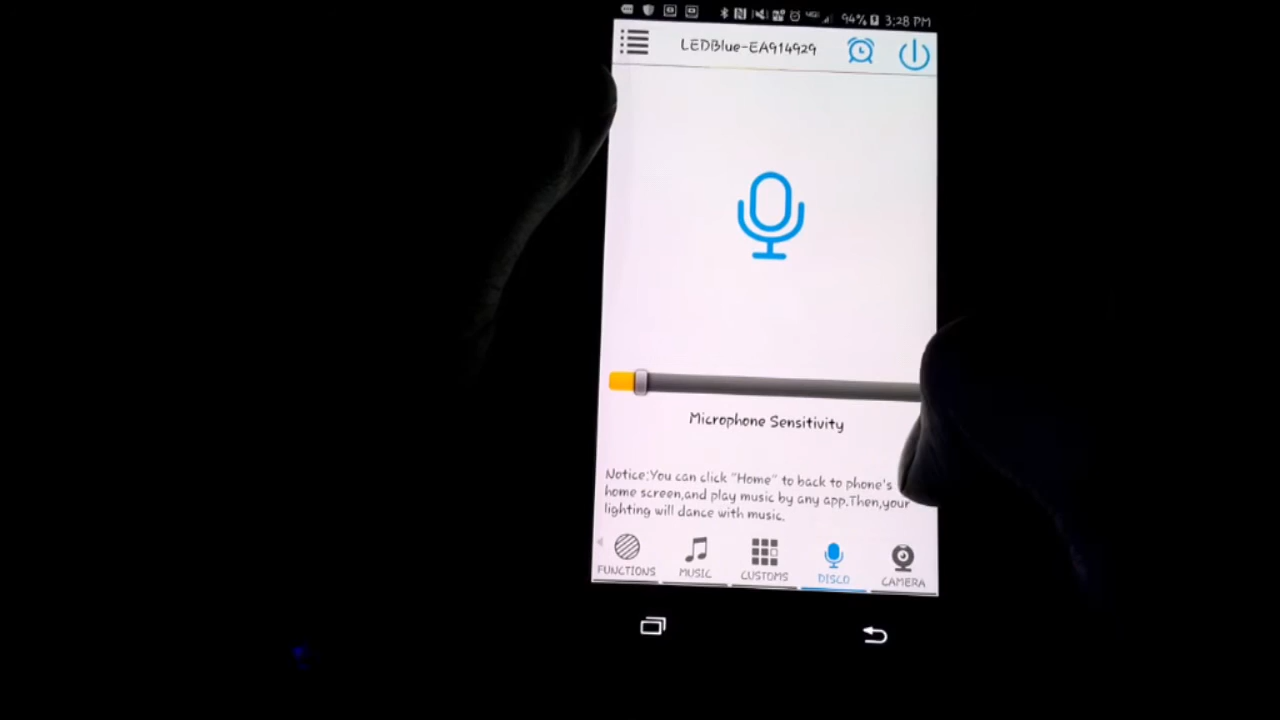 94% 3:28 PM
LEDBlue-EA914929
Microphone Sensitivity
Notice:You can click "Home" to back to phone's
home screen,and play music by any app.Then,your
lighting will dance with music.
FUNCTIONS MUSIC CUSTOMS DISCO CAMERA